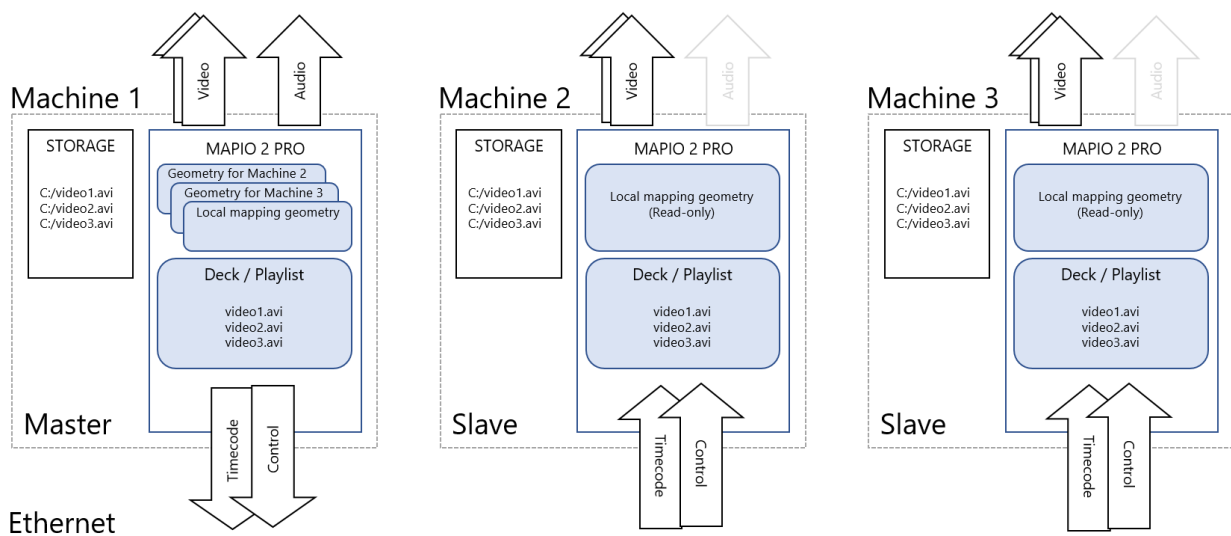 Video
Audio
Machine 1
STORAGE
C:/video1.avi
C:/video2.avi
C:/video3.avi
MAPIO 2 PRO
Geometry for Machine 2
Geometry for Machine 3
Local mapping geometry
Deck / Playlist
video1.avi
video2.avi
video3.avi
Master
Timecode
Control
Video
Audio
Machine 2
STORAGE
C:/video1.avi
C:/video2.avi
C:/video3.avi
MAPIO 2 PRO
Local mapping geometry
(Read-only)
Deck / Playlist
video1.avi
video2.avi
video3.avi
Slave
Timecode
Control
Video
Audio
Machine 3
STORAGE
C:/video1.avi
C:/video2.avi
C:/video3.avi
MAPIO 2 PRO
Local mapping geometry
(Read-only)
Deck / Playlist
video1.avi
video2.avi
video3.avi
Slave
Timecode
Control
Ethernet